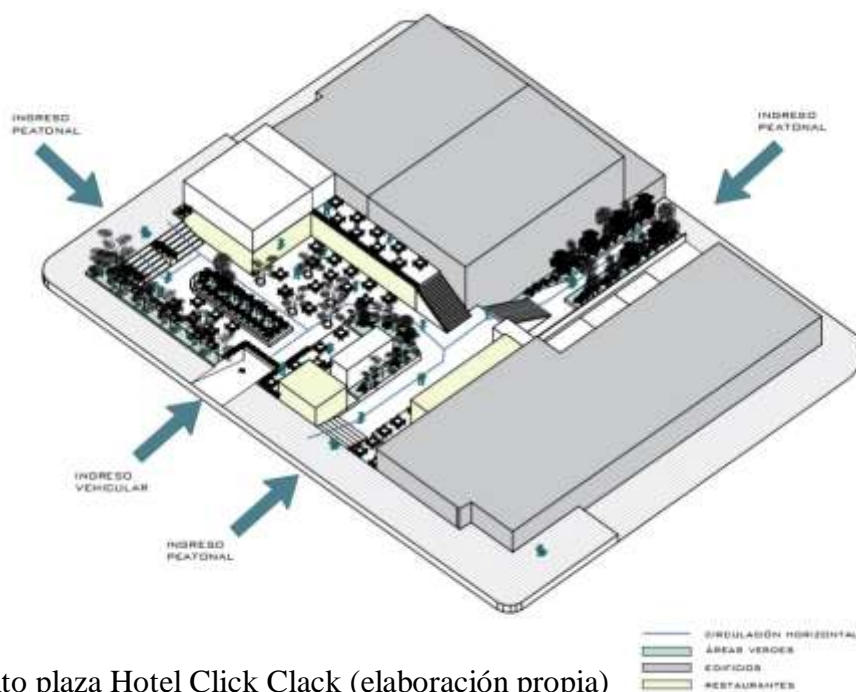 INGRESO
PEATONAL
INGRESO
PEATONAL
INGRESO
VEHICULAR
INGRESO
PEATONAL
CIRCULACIÓN HORIZONTAL
ÁREAS VERDES
EDIFICIOS
RESTAURANTES
to plaza Hotel Click Clack (elaboración propia)